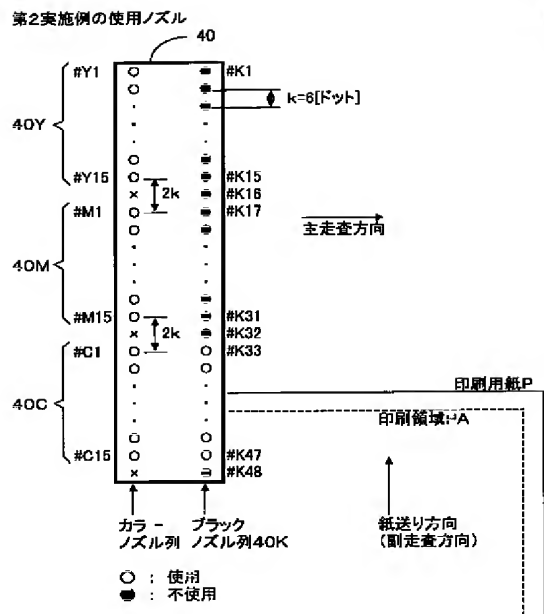 第2実施例の使用ノズル
40
#Y1
#K1
k=6[ドット]
40Y
#Y15
#K15
2k
#K16
#M1
#K17
主走査方向
40M
#M15
#K31
2k
#K32
#C1
#K33
印刷用紙P
印刷領域PA
40C
#C15
#K47
#K48
カラー
ノズル列
ブラック
ノズル列40K
紙送り方向
(副走査方向)
○ : 使用
: 不使用